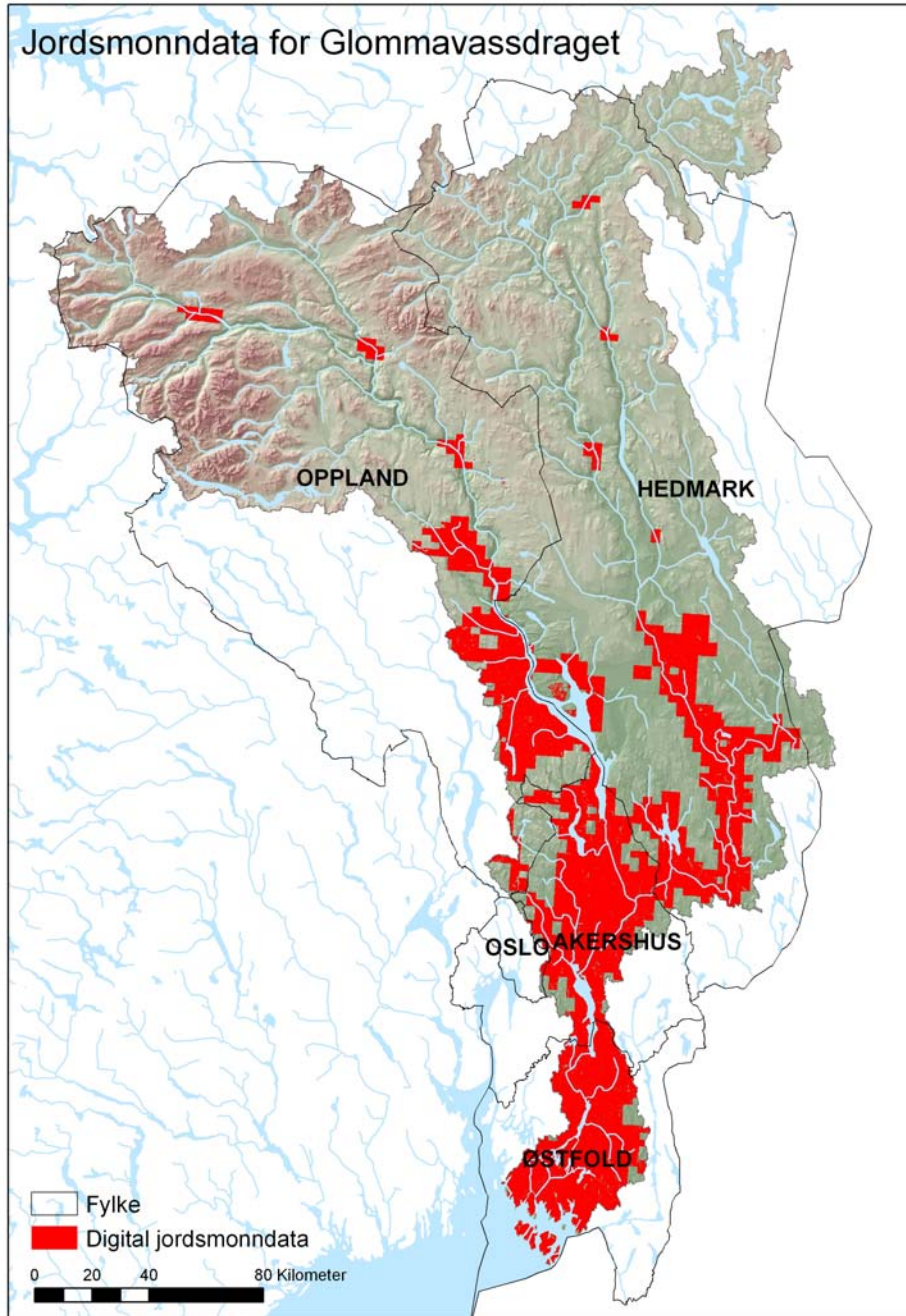 Jordsmonndata for Glommavassdraget
OPPLAND
HEDMARK
OSLO
AKERSHUS
ØSTFOLD
Fylke
Digital jordsmonndata
0 20 40 80 Kilometer